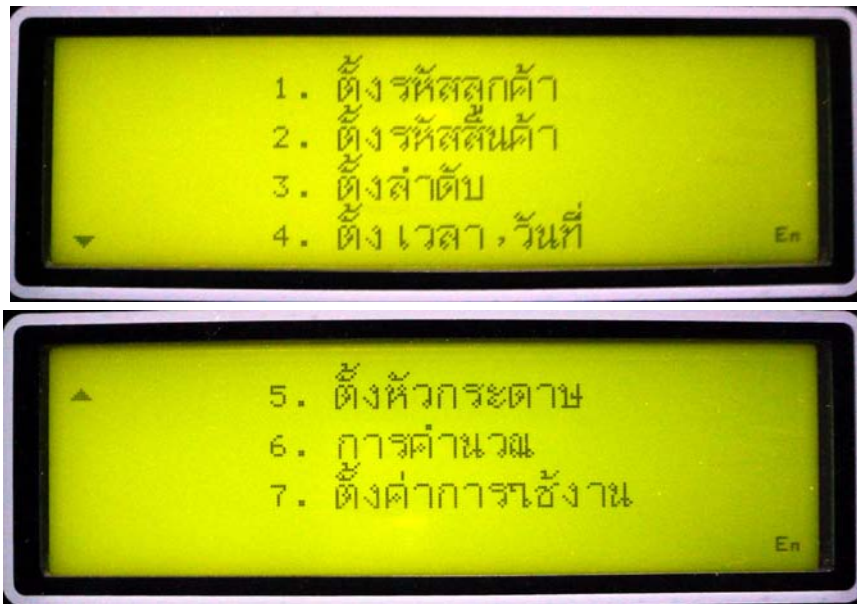 1. ตั้งรหัสลูกค้า
2. ตั้งรหัสสินค้า
3. ตั้งลำดับ
4. ตั้งเวลา,วันที่
En
5. ตั้งหัวกระดาษ
6. การคำนวณ
7. ตั้งค่าการใช้งาน
En